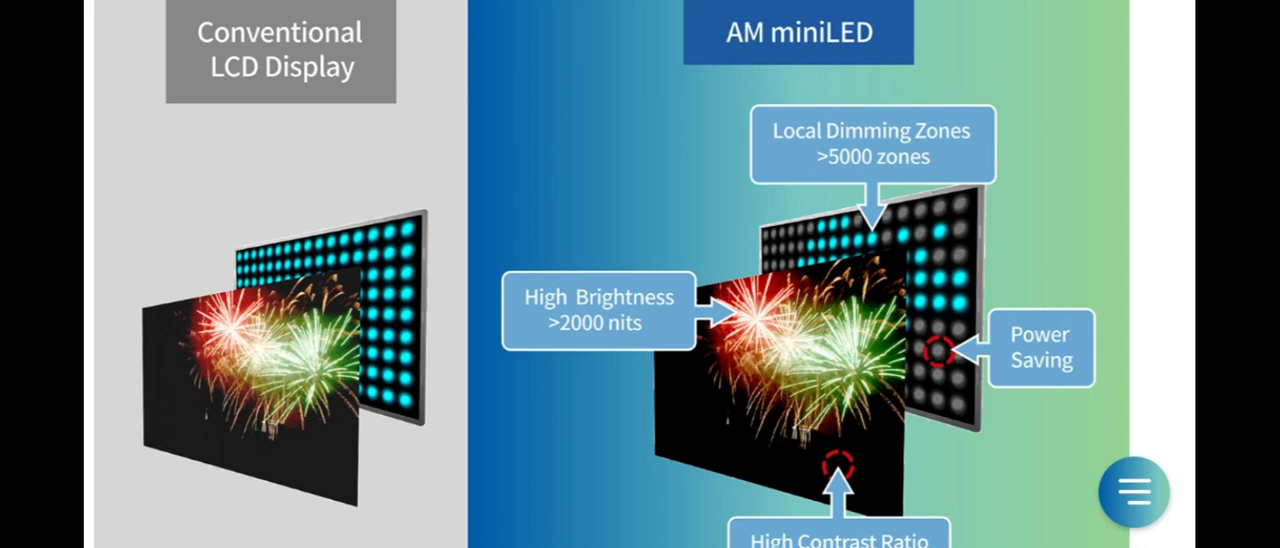 Conventional
LCD Display
AM miniLED
Local Dimming Zones
>5000 zones
High Brightness
>2000 nits
Power
Saving
High Contrast Ratio